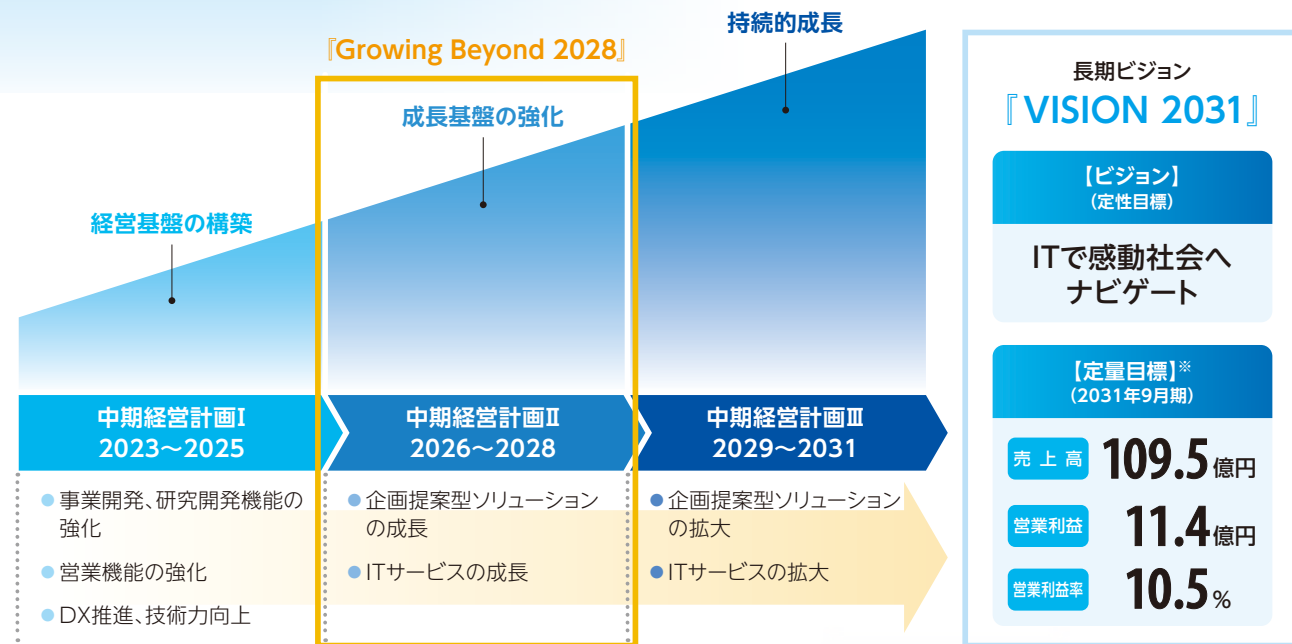 持続的成長
『Growing Beyond 2028』
成長基盤の強化
経営基盤の構築
中期経営計画Ⅰ
2023～2025
中期経営計画Ⅱ
2026～2028
中期経営計画Ⅲ
2029～2031
●事業開発、研究開発機能の
強化
●営業機能の強化
●DX推進、技術力向上
●企画提案型ソリューション
の成長
●ITサービスの成長
●企画提案型ソリューション
の拡大
●ITサービスの拡大
長期ビジョン
『VISION 2031』
【ビジョン】
(定性目標)
ITで感動社会へ
ナビゲート
【定量目標】※
(2031年9月期)
売上高 109.5億円
営業利益 11.4億円
営業利益率 10.5%